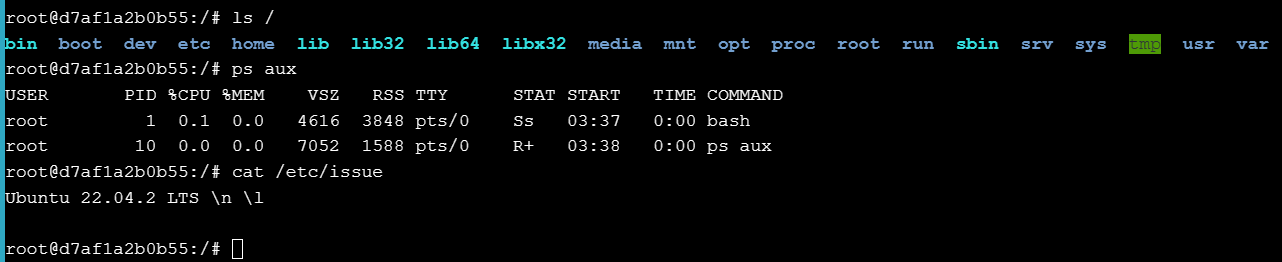 root@d7af1a2b0b55:/# ls /
bin  boot  dev  etc  home  lib  lib32  lib64  libx32  media  mnt  opt  proc  root  run  sbin  srv  sys  tmp  usr  var
root@d7af1a2b0b55:/# ps aux
USER         PID %CPU %MEM    VSZ   RSS TTY      STAT START   TIME COMMAND
root           1  0.1  0.0   4616  3848 pts/0    Ss   03:37   0:00 bash
root          10  0.0  0.0   7052  1588 pts/0    R+   03:38   0:00 ps aux
root@d7af1a2b0b55:/# cat /etc/issue
Ubuntu 22.04.2 LTS \n \l
root@d7af1a2b0b55:/#